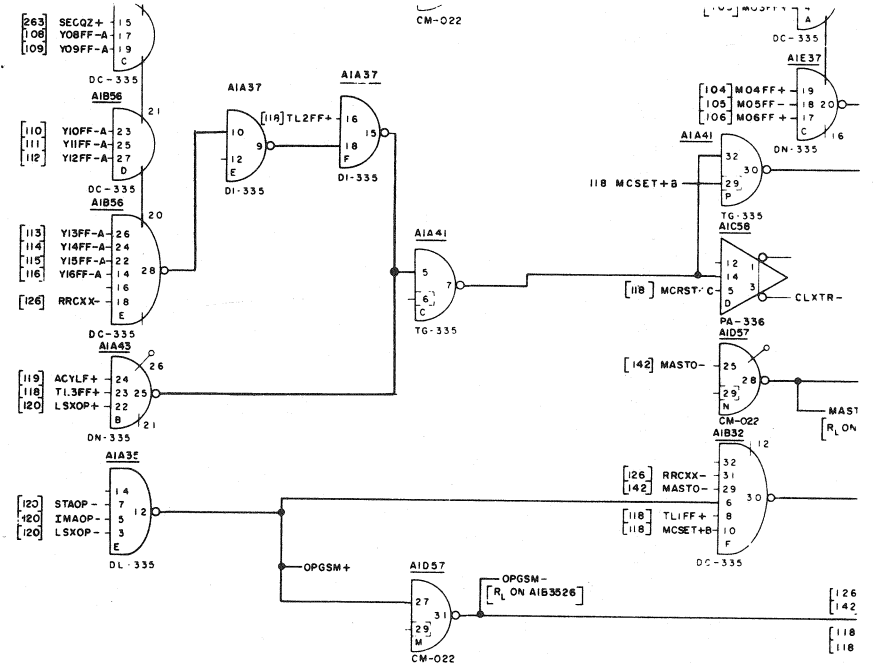 [263] SECQZ+ 15
[108] Y08FF-A 17
[109] Y09FF-A 19
C
DC-335
A1B56
21
[110] Y10FF-A 23
[111] Y11FF-A 25
[112] Y12FF-A 27
D
DC-335
A1B56
20
[113] Y13FF-A 26
[114] Y14FF-A 24
[115] Y15FF-A 22
[116] Y16FF-A 14
28
16
[126] RRCXX- 18
E
DC-335
A1A43
26
[119] ACYLF+ 24
[118] TL3FF+ 23 25
[120] LSXOP+ 22
B
21
DN-335
A1A35
14
[120] STAOP- 7
12
[120] IMAOP- 5
[120] LSXOP- 3
E
DL-335
A1A37
10
9
12
E
DI-335
A1A37
[118] TL2FF+ 16
15
18
F
DI-335
CM-022
A1A41
5
7
[6]
C
TG-335
OPGSM+
A1D57
27
31
[29]
M
CM-022
OPGSM-
[RL ON A1B3526]
A
DC-335
A1E37
[104] M04FF+ 19
[105] M05FF- 18 20
[106] M06FF+ 17
C
16
DN-335
A1A41
32
30
118 MCSET+B [29]
P
TG-335
A1C58
12
1
14
[118] MCRST-C 5
3
D
CLXTR-
PA-336
A1D57
[142] MASTO- 25
28
[29]
N
CM-022
MAST
[RL ON
A1B32
12
32
[126] RRCXX- 31
[142] MASTO- 29
30
6
[118] TL1FF+ 8
[118] MCSET+B 10
F
DC-335
[126
[142
[118
[118